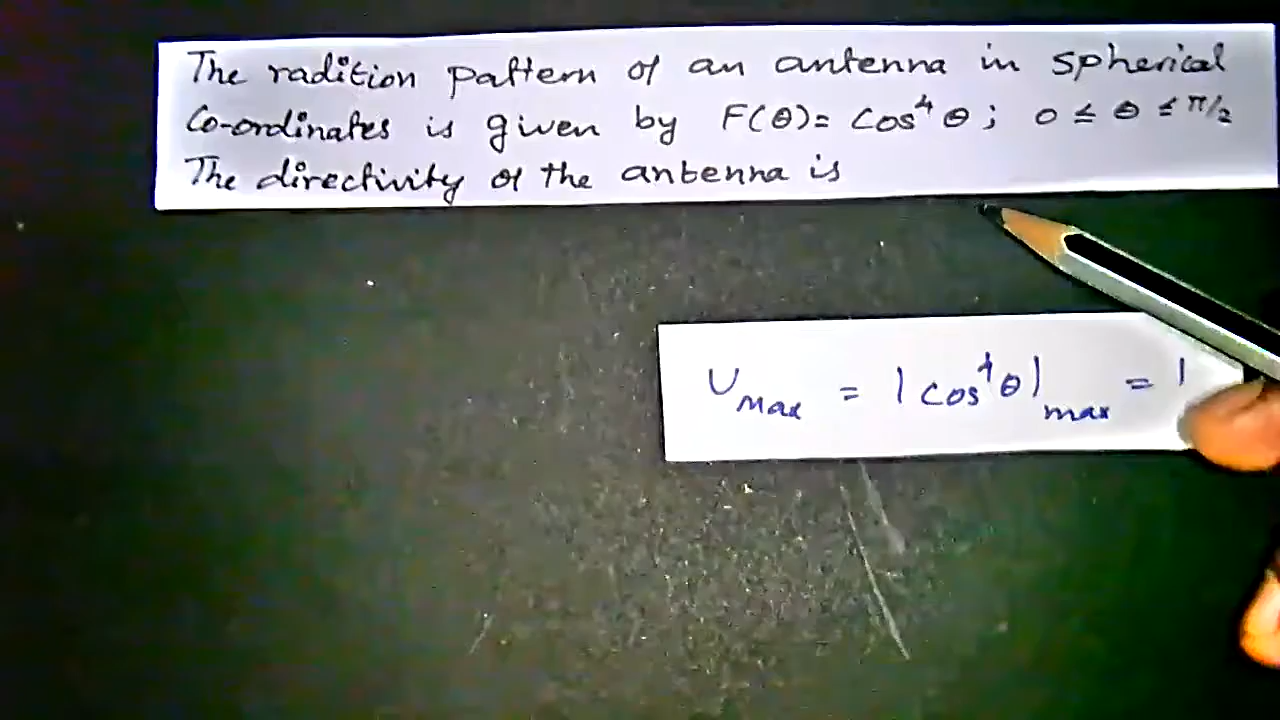 The radition pattern of an antenna in spherical
Co-ordinates is given by F(θ)= Cos⁴θ; 0 ≤ θ ≤ π/2
The directivity of the antenna is
U_Max = |cos⁴θ|_max = 1